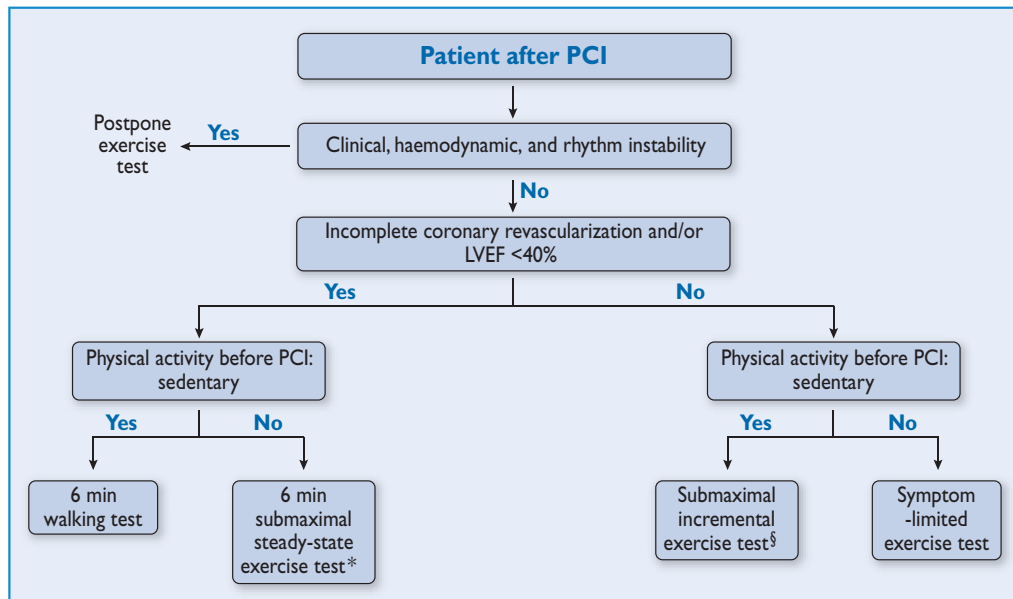 Patient after PCI
Postpone
exercise
test
Yes
Clinical, haemodynamic, and rhythm instability
No
Incomplete coronary revascularization and/or
LVEF <40%
Yes
No
Physical activity before PCI:
sedentary
Physical activity before PCI:
sedentary
Yes
No
Yes
No
6 min
walking test
6 min
submaximal
steady-state
exercise test*
Submaximal
incremental
exercise test§
Symptom
-limited
exercise test